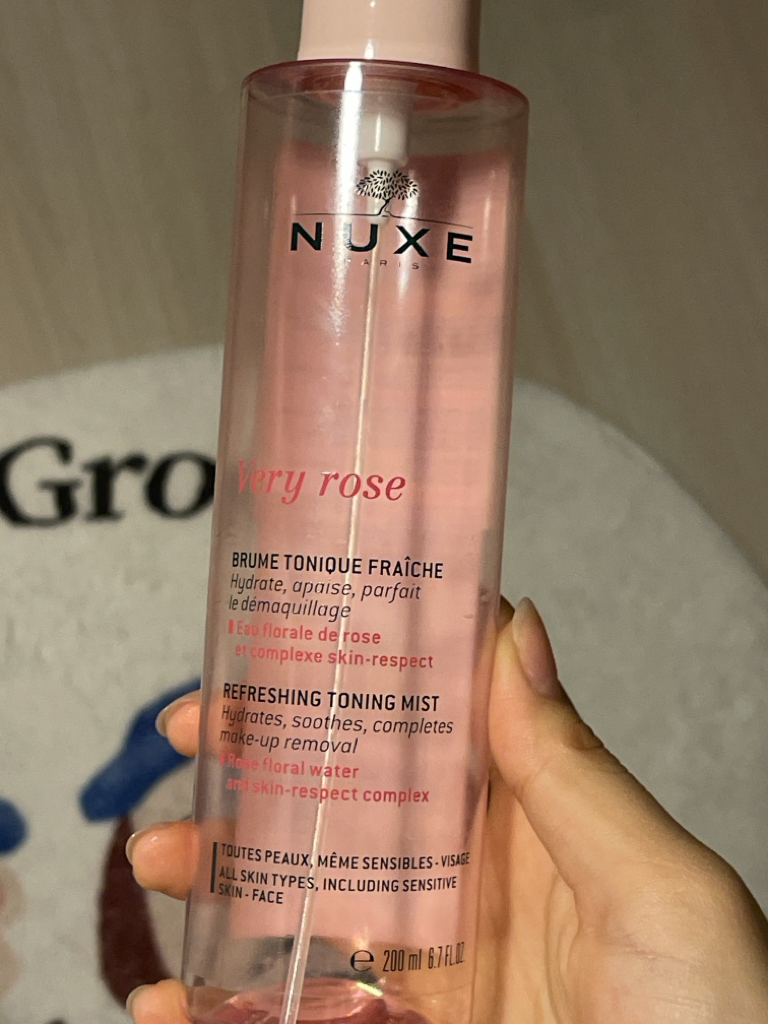 NUXE
PARIS
Gro
Very rose
BRUME TONIQUE FRAÎCHE
Hydrate, apaise, parfait
le démaquillage
Eau florale de rose
et complexe skin-respect
REFRESHING TONING MIST
Hydrates, soothes, completes
make-up removal
Rose floral water
and skin-respect complex
TOUTES PEAUX, MÊME SENSIBLES - VISAGE
ALL SKIN TYPES, INCLUDING SENSITIVE
SKIN - FACE
℮ 200 ml 6.7 FL.OZ.